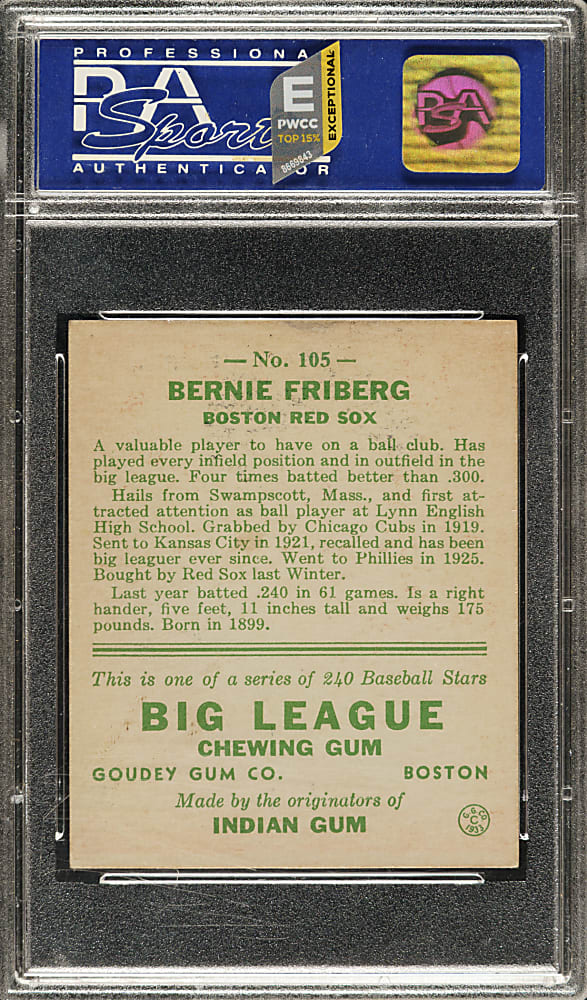 PROFESSIONA
PSA
Sport
AUTHENTICATOR
E
PWCC
TOP 15%
EXCEPTIONAL
8669843
PSA
— No. 105 —
BERNIE FRIBERG
BOSTON RED SOX
A valuable player to have on a ball club. Has
played every infield position and in outfield in the
big league. Four times batted better than .300.
Hails from Swampscott, Mass., and first at-
tracted attention as ball player at Lynn English
High School. Grabbed by Chicago Cubs in 1919.
Sent to Kansas City in 1921, recalled and has been
big leaguer ever since. Went to Phillies in 1925.
Bought by Red Sox last Winter.
Last year batted .240 in 61 games. Is a right
hander, five feet, 11 inches tall and weighs 175
pounds. Born in 1899.
This is one of a series of 240 Baseball Stars
BIG LEAGUE
CHEWING GUM
GOUDEY GUM CO. BOSTON
Made by the originators of
INDIAN GUM
G.G.CO.
C
1933